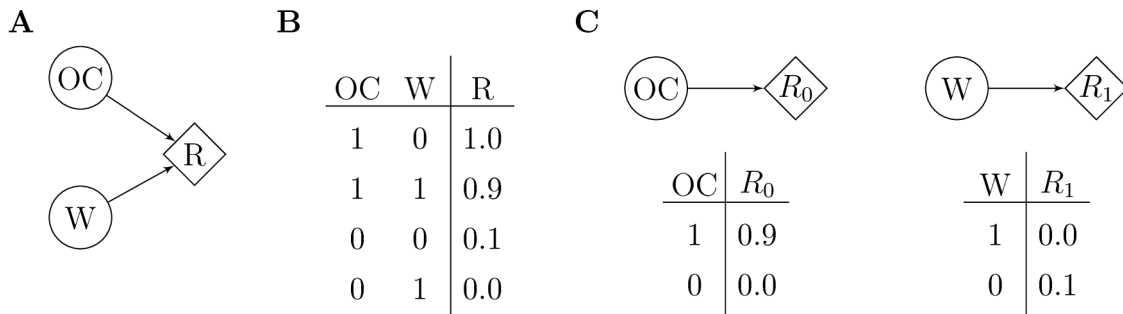 A
OC
W
R
B
OC W R
1 0 1.0
1 1 0.9
0 0 0.1
0 1 0.0
C
OC R₀
OC R₀
1 0.9
0 0.0
W R₁
W R₁
1 0.0
0 0.1